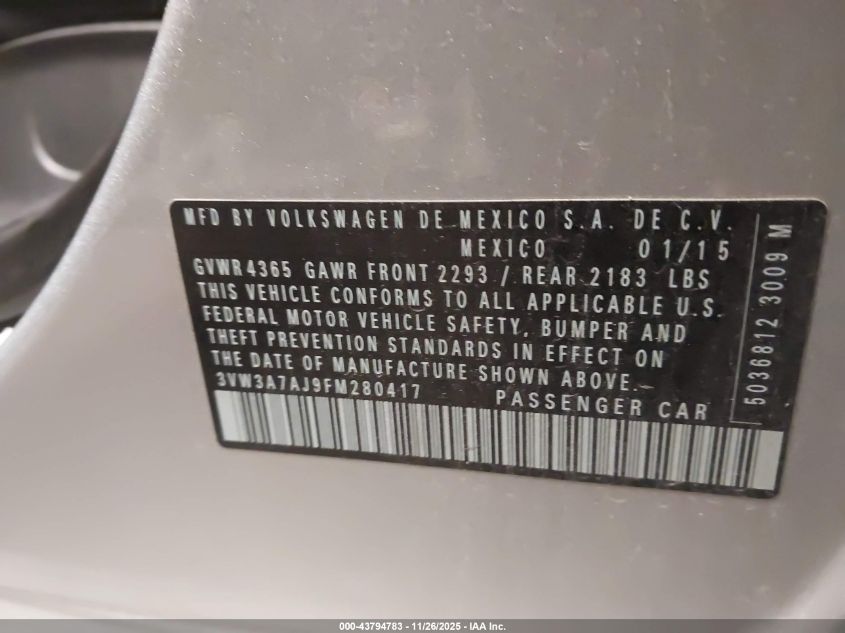 MFD BY VOLKSWAGEN DE MEXICO S.A. DE C.V.
MEXICO 01/15
GVWR 4365 GAWR FRONT 2293 / REAR 2183 LBS
THIS VEHICLE CONFORMS TO ALL APPLICABLE U.S.
FEDERAL MOTOR VEHICLE SAFETY, BUMPER AND
THEFT PREVENTION STANDARDS IN EFFECT ON
THE DATE OF MANUFACTURE SHOWN ABOVE.
3VW3A7AJ9FM280417 PASSENGER CAR
5036812 3009 M
000-43794783 - 11/26/2025 - IAA Inc.